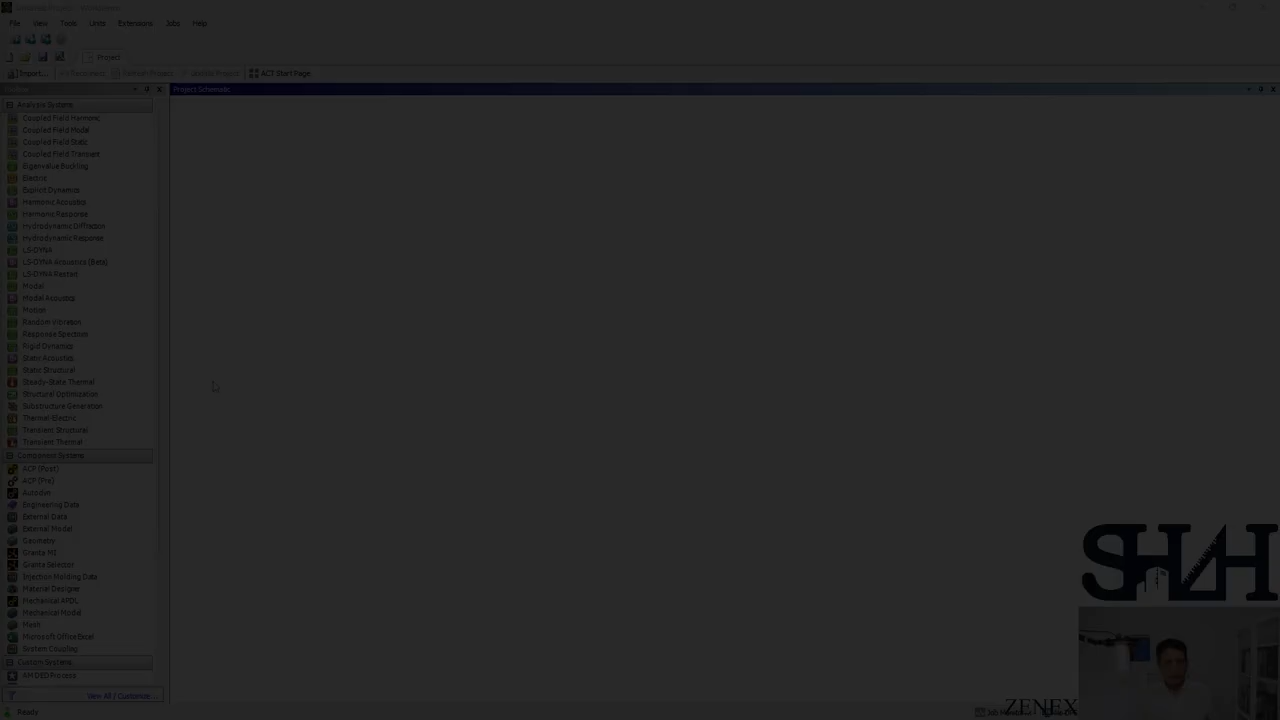 File View Tools Units Extensions Jobs Help
Project
Import... Reconnect Refresh Project Update Project ACT Start Page
Toolbox
Project Schematic
Analysis Systems
Coupled Field Harmonic
Coupled Field Modal
Coupled Field Static
Coupled Field Transient
Eigenvalue Buckling
Electric
Explicit Dynamics
Harmonic Acoustics
Harmonic Response
Hydrodynamic Diffraction
Hydrodynamic Response
LS-DYNA
LS-DYNA Acoustics (Beta)
LS-DYNA Restart
Modal
Modal Acoustics
Motion
Random Vibration
Response Spectrum
Rigid Dynamics
Static Acoustics
Static Structural
Steady-State Thermal
Structural Optimization
Substructure Generation
Thermal-Electric
Transient Structural
Transient Thermal
Component Systems
ACP (Post)
ACP (Pre)
Autodyn
Engineering Data
External Data
External Model
Geometry
Granta MI
Granta Selector
Injection Molding Data
Material Designer
Mechanical APDL
Mechanical Model
Mesh
Microsoft Office Excel
System Coupling
Custom Systems
AM DED Process
View All / Customize...
Ready
ZENEX